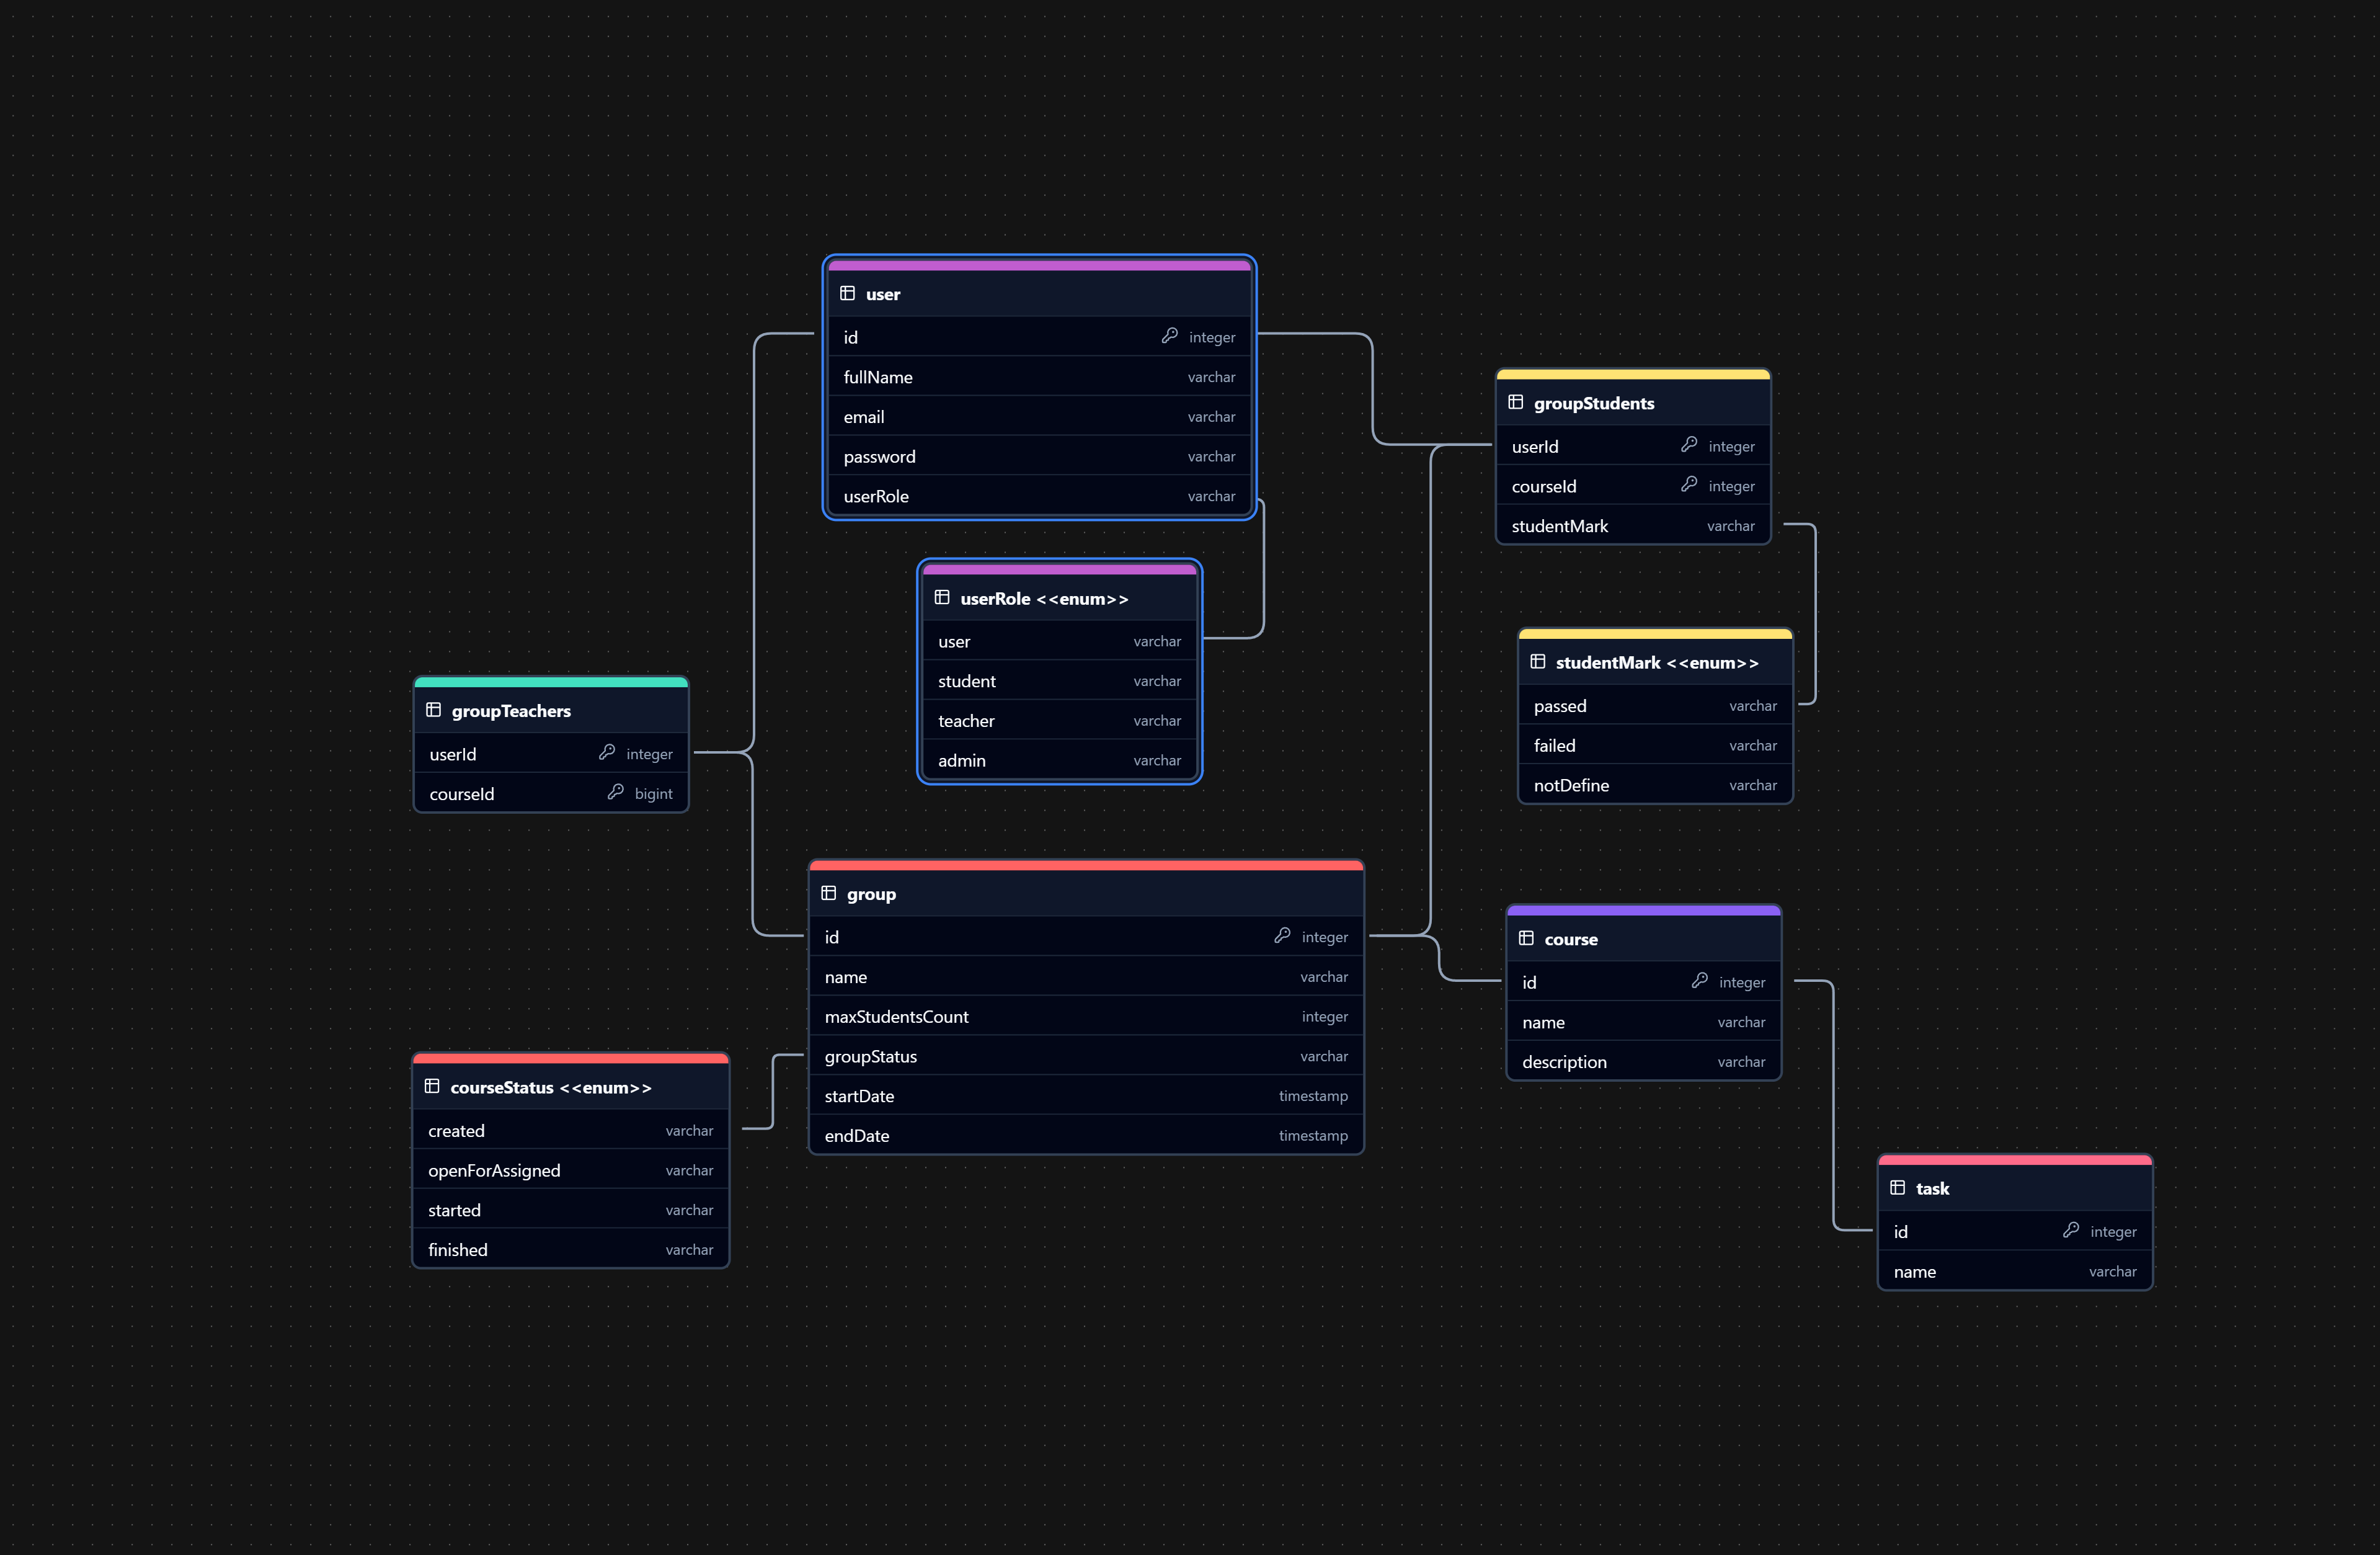 user
id integer
fullName varchar
email varchar
password varchar
userRole varchar
groupStudents
userId integer
courseId integer
studentMark varchar
userRole <<enum>>
user varchar
student varchar
teacher varchar
admin varchar
studentMark <<enum>>
passed varchar
failed varchar
notDefine varchar
groupTeachers
userId integer
courseId bigint
group
id integer
name varchar
maxStudentsCount integer
groupStatus varchar
startDate timestamp
endDate timestamp
course
id integer
name varchar
description varchar
courseStatus <<enum>>
created varchar
openForAssigned varchar
started varchar
finished varchar
task
id integer
name varchar